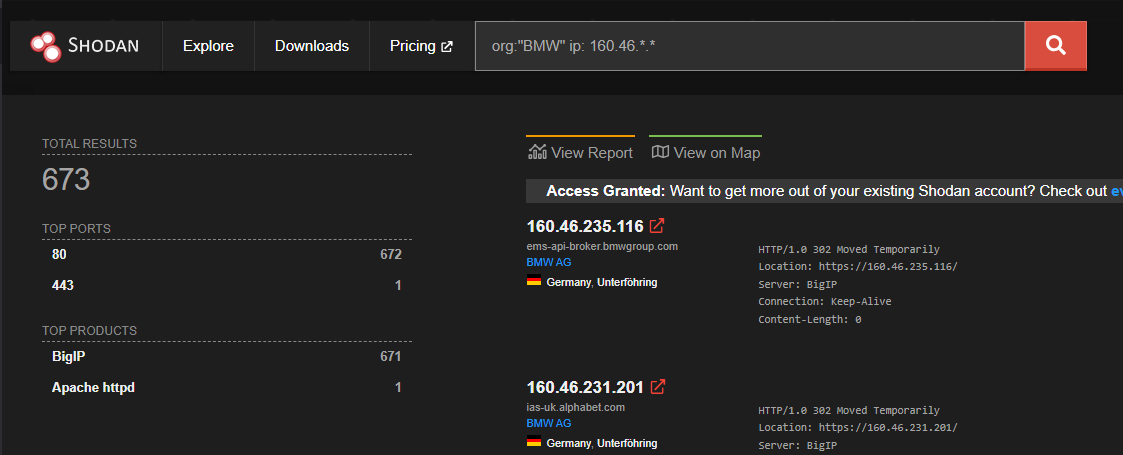 SHODAN Explore Downloads Pricing org:"BMW" ip: 160.46.*.*
TOTAL RESULTS
673
TOP PORTS
80 672
443 1
TOP PRODUCTS
BigIP 671
Apache httpd 1
View Report View on Map
Access Granted: Want to get more out of your existing Shodan account? Check out
160.46.235.116
ems-api-broker.bmwgroup.com
BMW AG
Germany, Unterföhring
HTTP/1.0 302 Moved Temporarily
Location: https://160.46.235.116/
Server: BigIP
Connection: Keep-Alive
Content-Length: 0
160.46.231.201
ias-uk.alphabet.com
BMW AG
Germany, Unterföhring
HTTP/1.0 302 Moved Temporarily
Location: https://160.46.231.201/
Server: BigIP